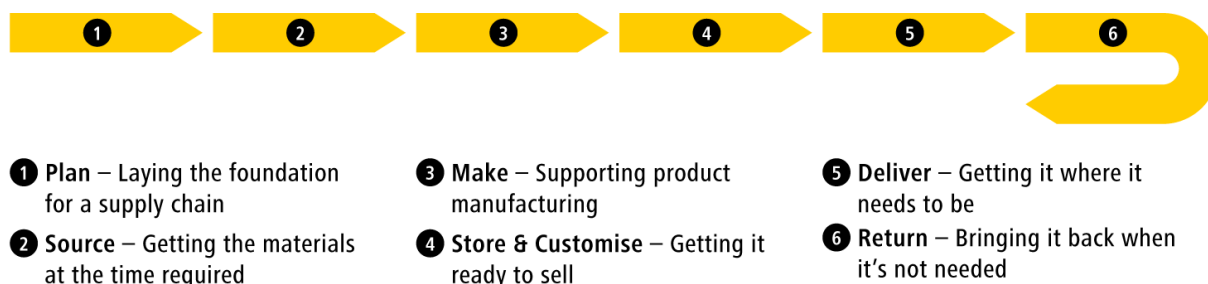 1 2 3 4 5 6
1 Plan – Laying the foundation
for a supply chain
2 Source – Getting the materials
at the time required
3 Make – Supporting product
manufacturing
4 Store & Customise – Getting it
ready to sell
5 Deliver – Getting it where it
needs to be
6 Return – Bringing it back when
it’s not needed